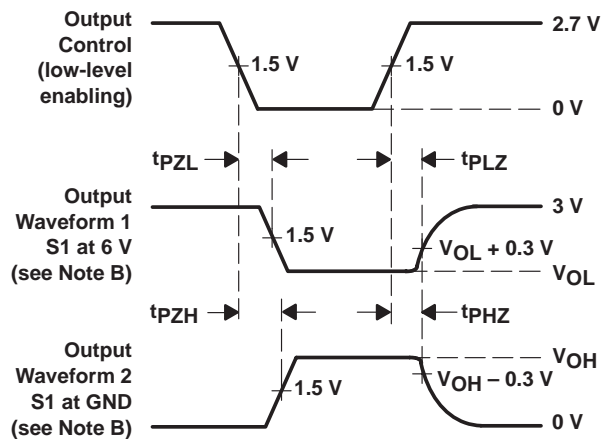 Output
Control
(low-level
enabling)
2.7 V
1.5 V
1.5 V
0 V
tPZL
tPLZ
Output
Waveform 1
S1 at 6 V
(see Note B)
3 V
1.5 V
VOL + 0.3 V
VOL
tPZH
tPHZ
Output
Waveform 2
S1 at GND
(see Note B)
VOH
1.5 V
VOH – 0.3 V
0 V